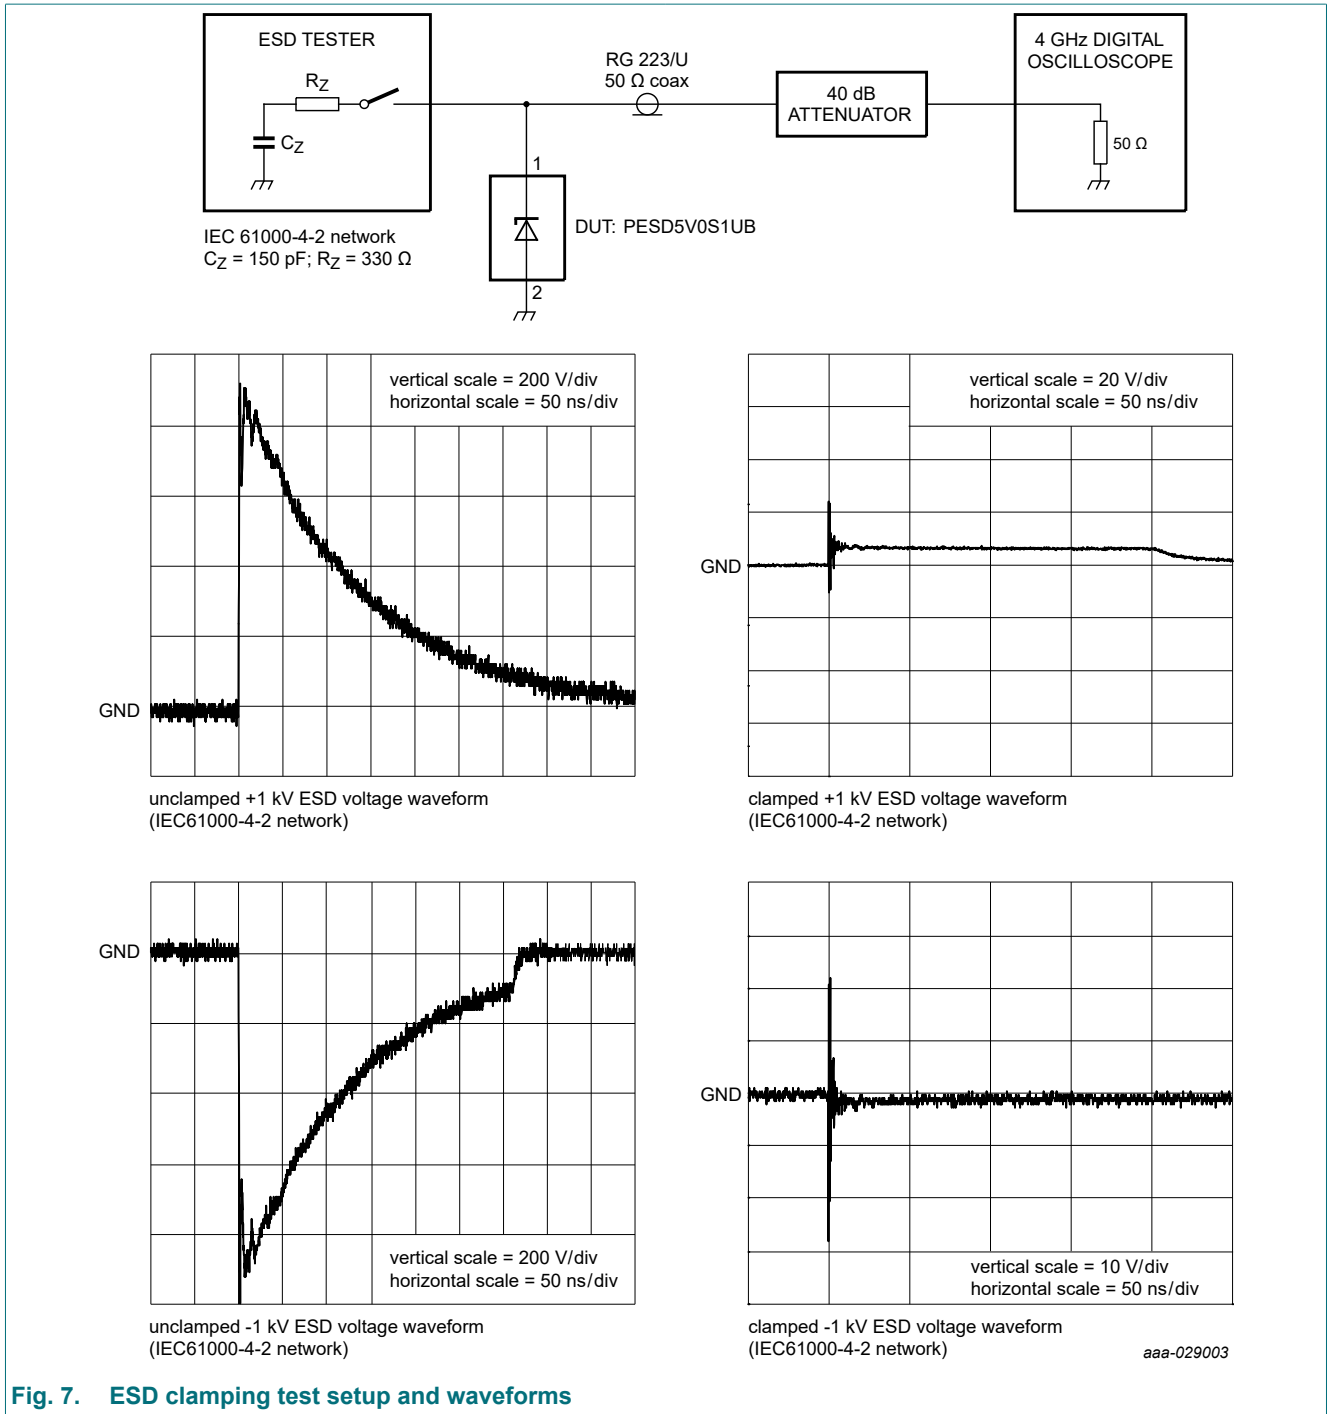 ESD TESTER
RZ
CZ
IEC 61000-4-2 network
CZ = 150 pF; RZ = 330 Ω
RG 223/U
50 Ω coax
40 dB
ATTENUATOR
4 GHz DIGITAL
OSCILLOSCOPE
50 Ω
1
DUT: PESD5V0S1UB
2
vertical scale = 200 V/div
horizontal scale = 50 ns/div
GND
unclamped +1 kV ESD voltage waveform
(IEC61000-4-2 network)
vertical scale = 20 V/div
horizontal scale = 50 ns/div
GND
clamped +1 kV ESD voltage waveform
(IEC61000-4-2 network)
GND
vertical scale = 200 V/div
horizontal scale = 50 ns/div
unclamped -1 kV ESD voltage waveform
(IEC61000-4-2 network)
GND
vertical scale = 10 V/div
horizontal scale = 50 ns/div
clamped -1 kV ESD voltage waveform
(IEC61000-4-2 network)
aaa-029003
Fig. 7. ESD clamping test setup and waveforms